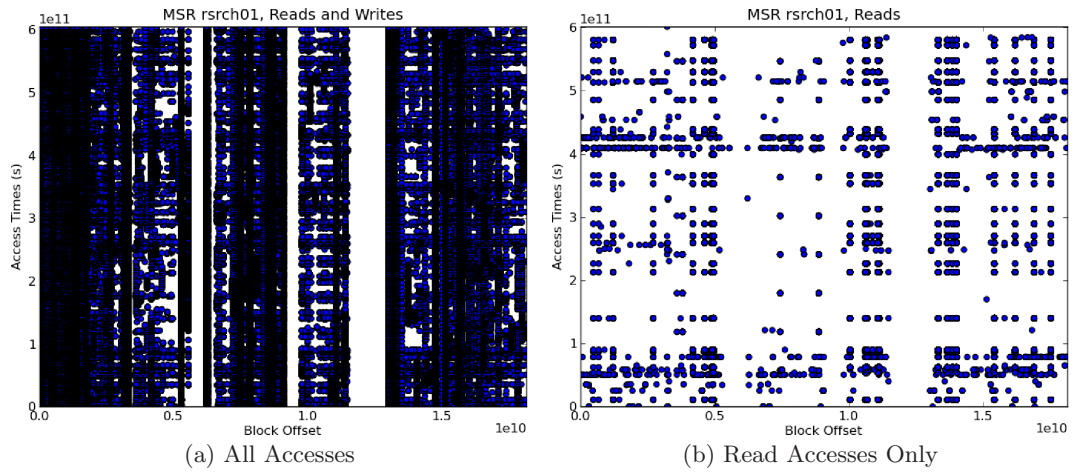 MSR rsrch01, Reads and Writes
1e11
6
5
4
3
2
1
0
Access Times (s)
0.0 0.5 1.0 1.5
1e10
Block Offset
(a) All Accesses
MSR rsrch01, Reads
1e11
6
5
4
3
2
1
0
Access Times (s)
0.0 0.5 1.0 1.5
1e10
Block Offset
(b) Read Accesses Only